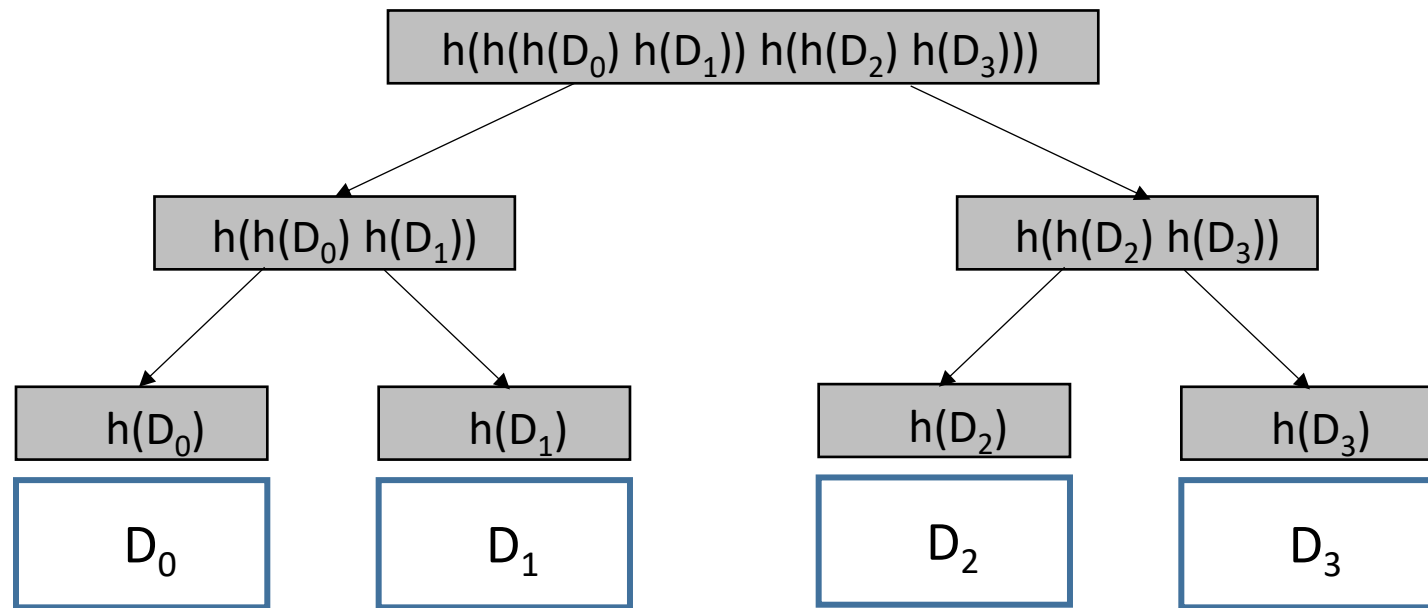 h(h(h(D₀) h(D₁)) h(h(D₂) h(D₃)))
h(h(D₀) h(D₁))
h(h(D₂) h(D₃))
h(D₀)
h(D₁)
h(D₂)
h(D₃)
D₀
D₁
D₂
D₃